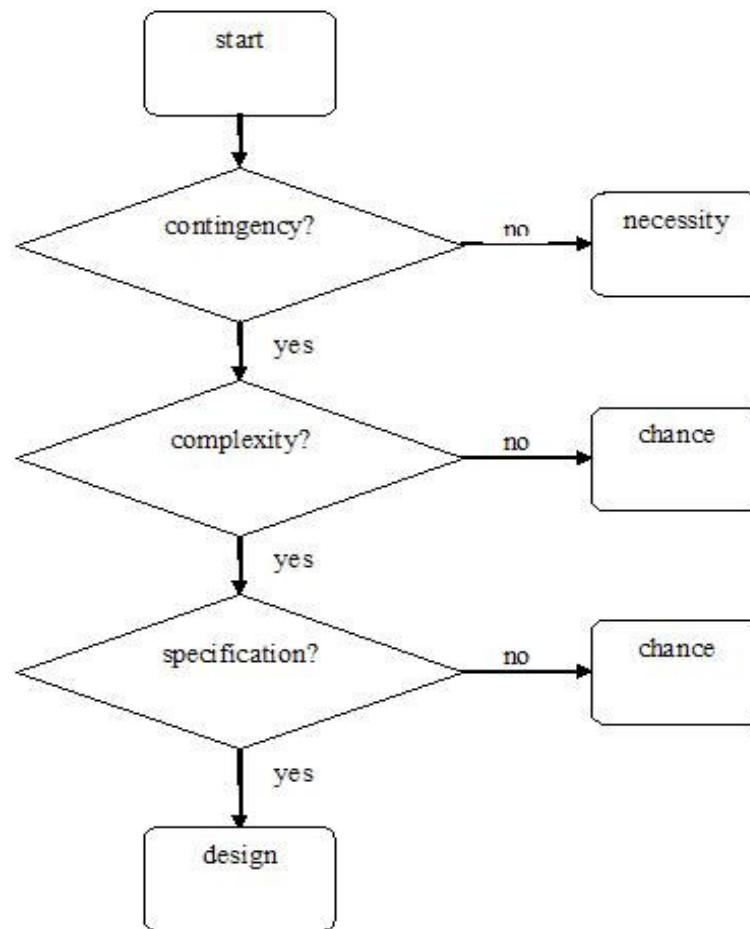 start
contingency?
no
necessity
yes
complexity?
no
chance
yes
specification?
no
chance
yes
design